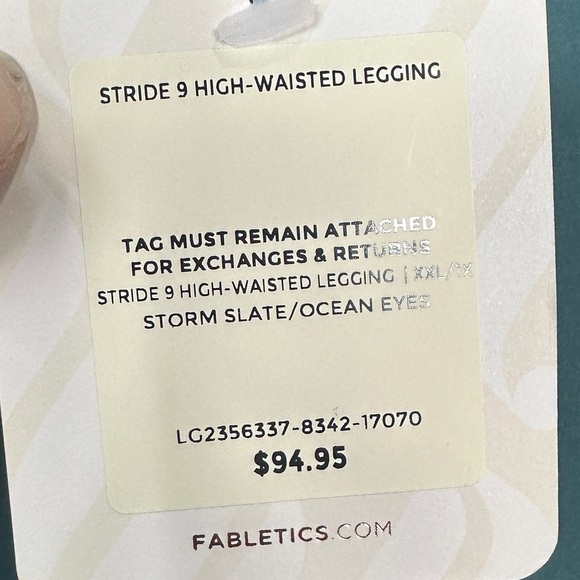 STRIDE 9 HIGH-WAISTED LEGGING
TAG MUST REMAIN ATTACHED
FOR EXCHANGES & RETURNS
STRIDE 9 HIGH-WAISTED LEGGING | XXL/1X
STORM SLATE/OCEAN EYES
LG2356337-8342-17070
$94.95
FABLETICS.COM